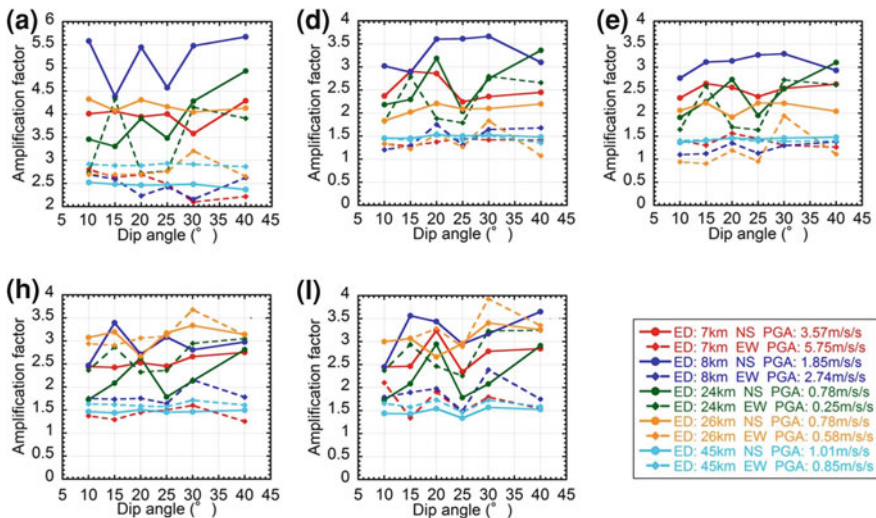 (a)
Amplification factor
6
5.5
5
4.5
4
3.5
3
2.5
2
5 10 15 20 25 30 35 40 45
Dip angle(° )
(d)
Amplification factor
4
3.5
3
2.5
2
1.5
1
0.5
0
5 10 15 20 25 30 35 40 45
Dip angle(° )
(e)
Amplification factor
4
3.5
3
2.5
2
1.5
1
0.5
0
5 10 15 20 25 30 35 40 45
Dip angle(° )
(h)
Amplification factor
4
3.5
3
2.5
2
1.5
1
0.5
0
5 10 15 20 25 30 35 40 45
Dip angle(° )
(l)
Amplification factor
4
3.5
3
2.5
2
1.5
1
0.5
0
5 10 15 20 25 30 35 40 45
Dip angle(° )
ED: 7km NS PGA: 3.57m/s/s
ED: 7km EW PGA: 5.75m/s/s
ED: 8km NS PGA: 1.85m/s/s
ED: 8km EW PGA: 2.74m/s/s
ED: 24km NS PGA: 0.78m/s/s
ED: 24km EW PGA: 0.25m/s/s
ED: 26km NS PGA: 0.78m/s/s
ED: 26km EW PGA: 0.58m/s/s
ED: 45km NS PGA: 1.01m/s/s
ED: 45km EW PGA: 0.85m/s/s